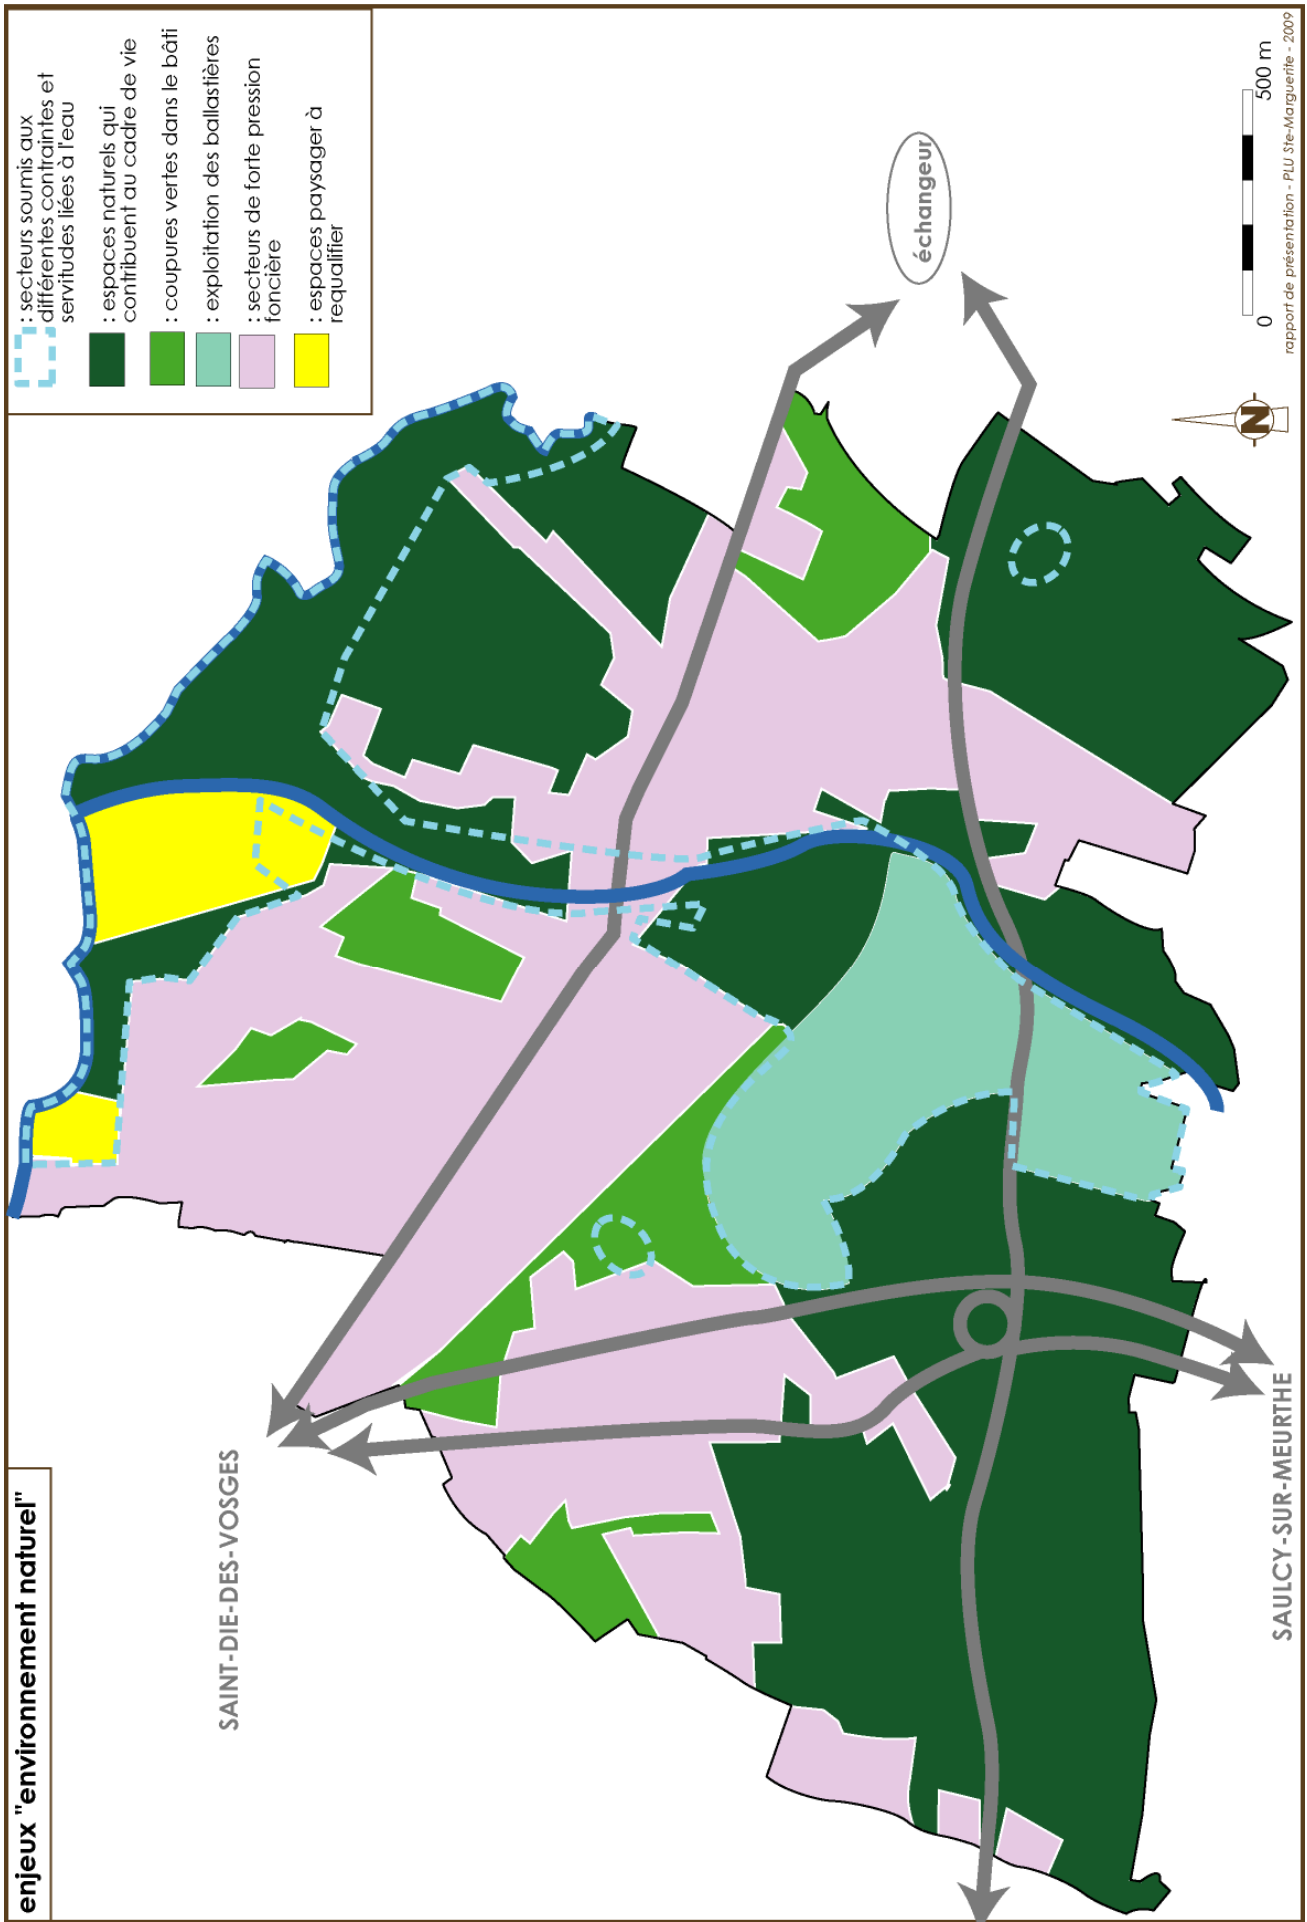 enjeux "environnement naturel"
: secteurs soumis aux
différentes contraintes et
servitudes liées à l'eau
: espaces naturels qui
contribuent au cadre de vie
: coupures vertes dans le bâti
: exploitation des ballastières
: secteurs de forte pression
foncière
: espaces paysager à
requalifier
SAINT-DIE-DES-VOSGES
échangeur
SAULCY-SUR-MEURTHE
N
0 500 m
rapport de présentation - PLU Ste-Marguerite - 2009